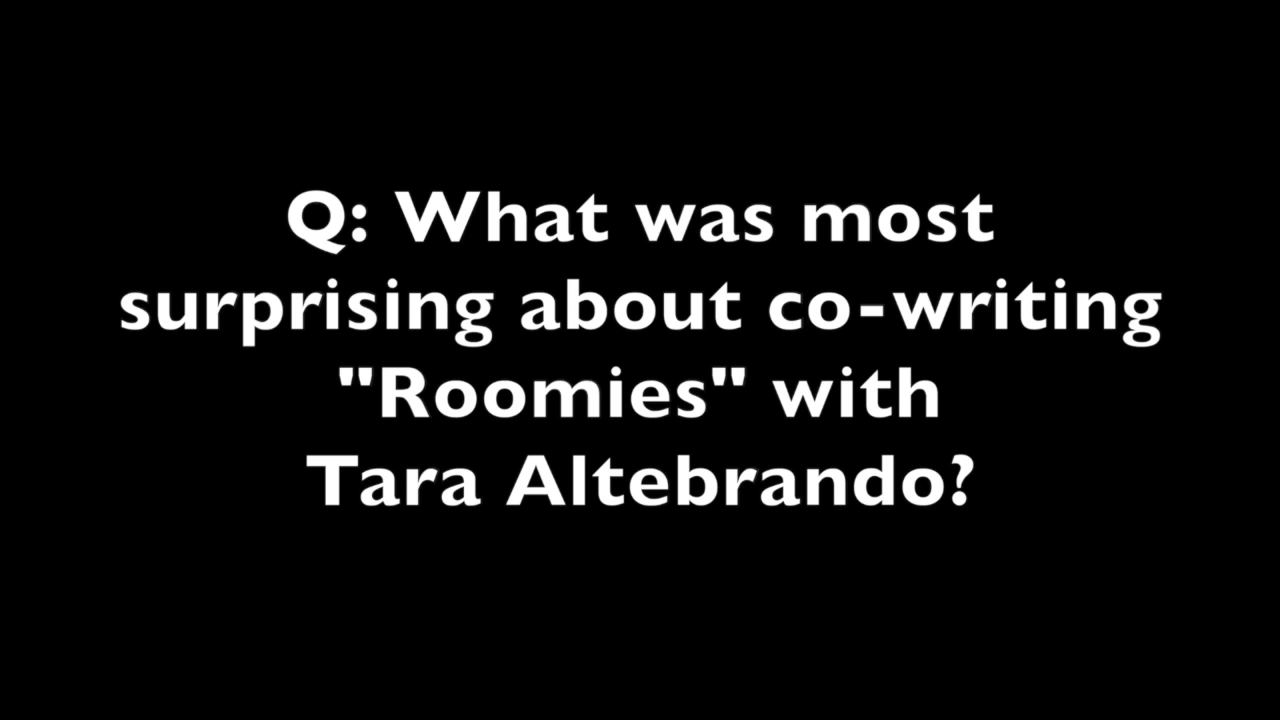 Q: What was most
surprising about co-writing
"Roomies" with
Tara Altebrando?